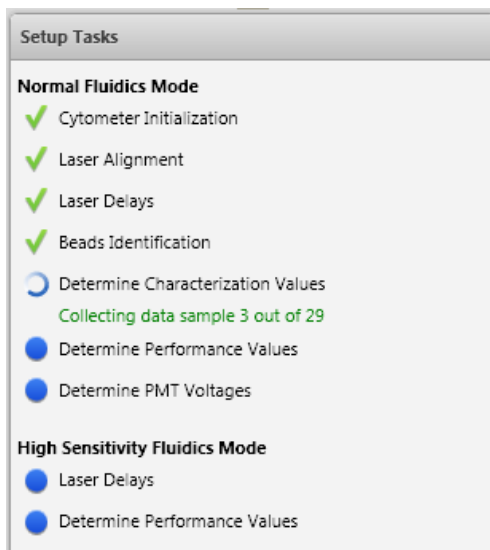 Setup Tasks
Normal Fluidics Mode
Cytometer Initialization
Laser Alignment
Laser Delays
Beads Identification
Determine Characterization Values
Collecting data sample 3 out of 29
Determine Performance Values
Determine PMT Voltages
High Sensitivity Fluidics Mode
Laser Delays
Determine Performance Values